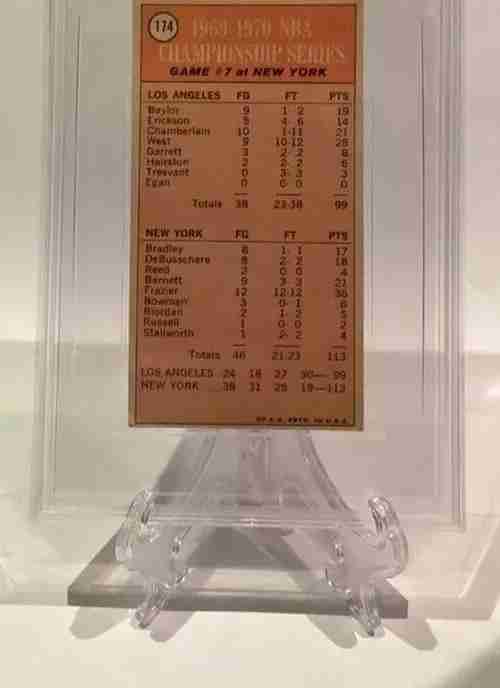 174
1969-1970 NBA
CHAMPIONSHIP SERIES
GAME #7 at NEW YORK
LOS ANGELES FG FT PTS
Baylor 9 1- 2 19
Erickson 5 4- 6 14
Chamberlain 10 1-11 21
West 9 10-12 28
Garrett 3 2- 2 8
Hairston 2 2- 2 6
Tresvant 0 3- 3 3
Egan 0 0- 0 0
Totals 38 23-38 99
NEW YORK FG FT PTS
Bradley 8 1- 1 17
DeBusschere 8 2- 2 18
Reed 2 0- 0 4
Barnett 9 3- 3 21
Frazier 12 12-12 36
Bowman 3 0- 1 6
Riordan 2 1- 2 5
Russell 1 0- 0 2
Stallworth 1 2- 2 4
Totals 46 21-23 113
LOS ANGELES 24 18 27 30— 99
NEW YORK 38 31 25 19—113
IN U.S.A.